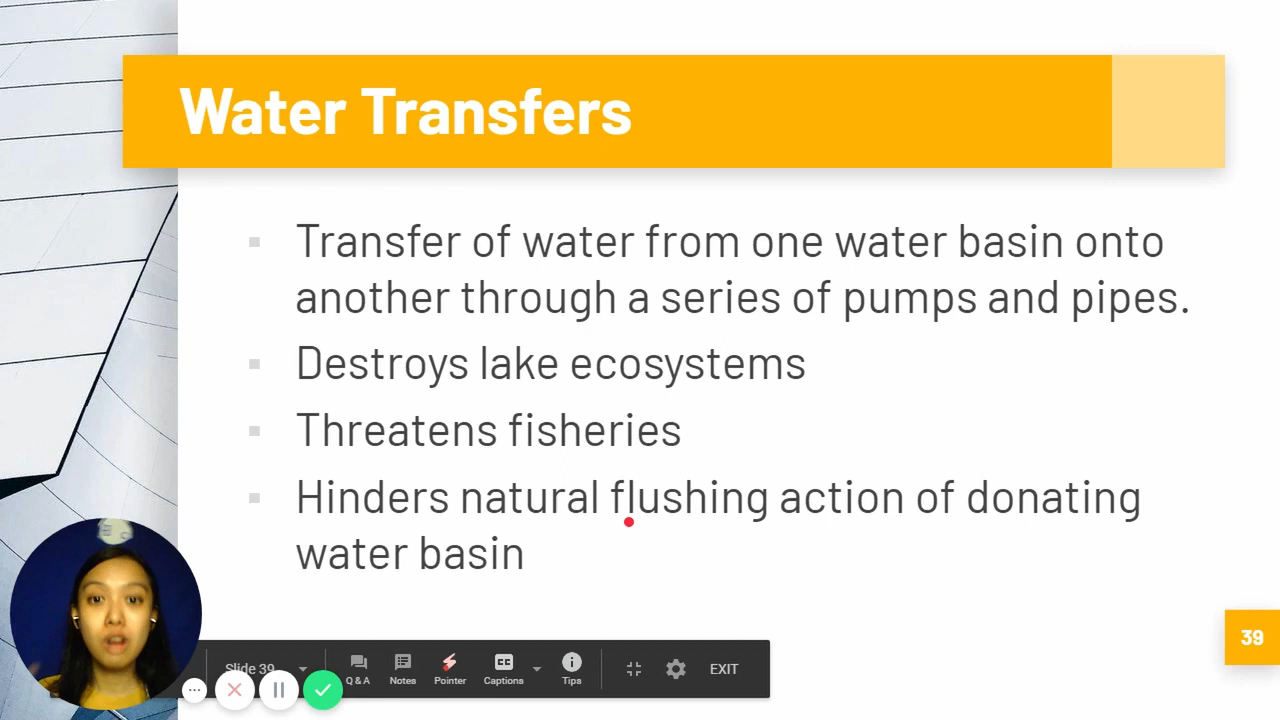 Water Transfers
Transfer of water from one water basin onto
another through a series of pumps and pipes.
Destroys lake ecosystems
Threatens fisheries
Hinders natural flushing action of donating
water basin
39
Slide 39
Q & A
Notes
Pointer
CC
Captions
Tips
EXIT